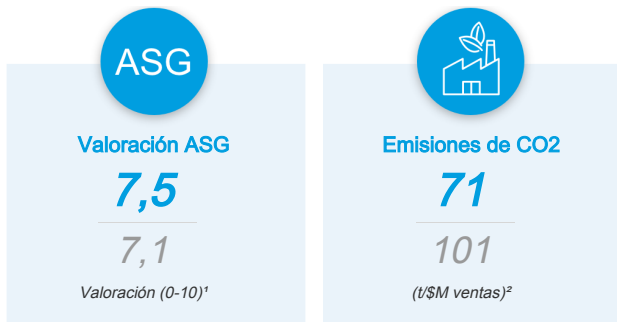 ASG
Valoración ASG
7,5
7,1
Valoración (0-10)¹
Emisiones de CO2
71
101
(t/$M ventas)²